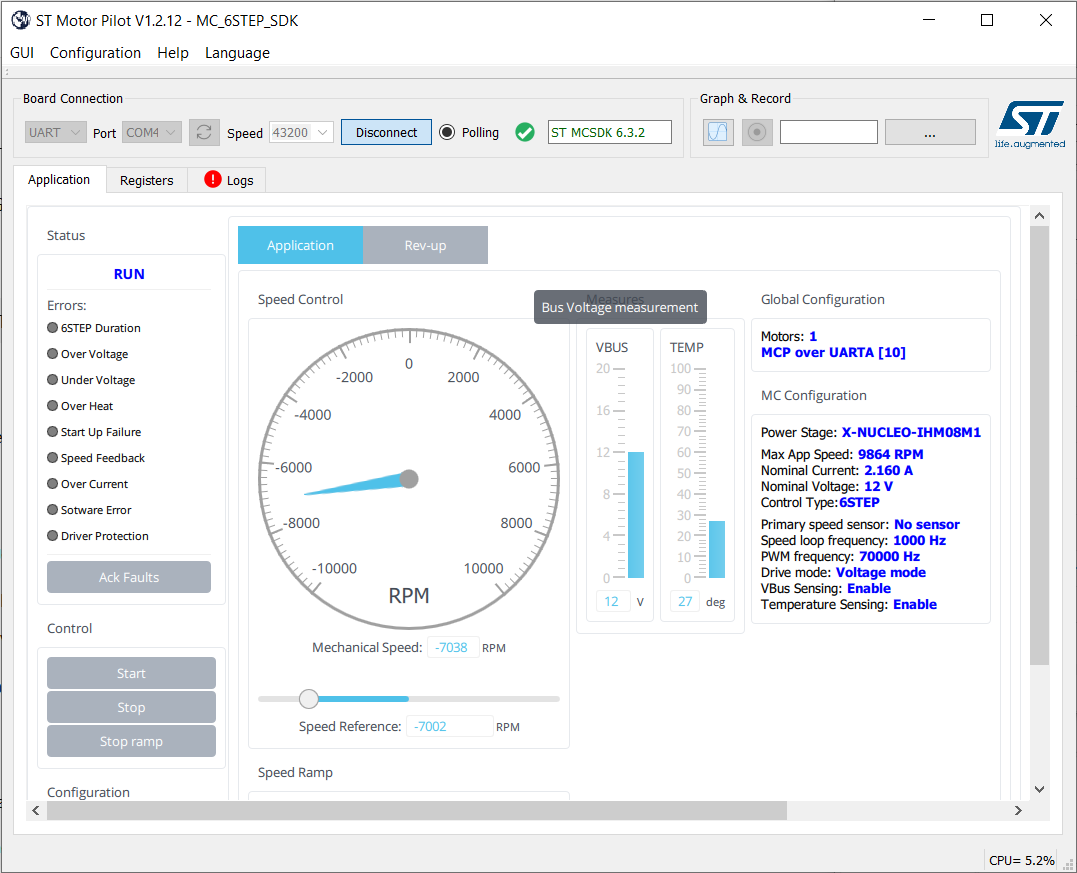 ST Motor Pilot V1.2.12 - MC_6STEP_SDK
GUI Configuration Help Language
Board Connection
UART Port COM4 Speed 43200 Disconnect Polling ST MCSDK 6.3.2
Graph & Record
...
ST
life.augmented
Application Registers Logs
Status
RUN
Errors:
6STEP Duration
Over Voltage
Under Voltage
Over Heat
Start Up Failure
Speed Feedback
Over Current
Sotware Error
Driver Protection
Ack Faults
Control
Start
Stop
Stop ramp
Configuration
Application Rev-up
Speed Control
0
-2000 2000
-4000 4000
-6000 6000
-8000 8000
-10000 10000
RPM
Mechanical Speed: -7038 RPM
Speed Reference: -7002 RPM
Speed Ramp
Measures
Bus Voltage measurement
VBUS
20
16
12
8
4
0
12 V
TEMP
100
90
80
70
60
50
40
30
20
10
0
27 deg
Global Configuration
Motors: 1
MCP over UARTA [10]
MC Configuration
Power Stage: X-NUCLEO-IHM08M1
Max App Speed: 9864 RPM
Nominal Current: 2.160 A
Nominal Voltage: 12 V
Control Type:6STEP
Primary speed sensor: No sensor
Speed loop frequency: 1000 Hz
PWM frequency: 70000 Hz
Drive mode: Voltage mode
VBus Sensing: Enable
Temperature Sensing: Enable
CPU= 5.2%